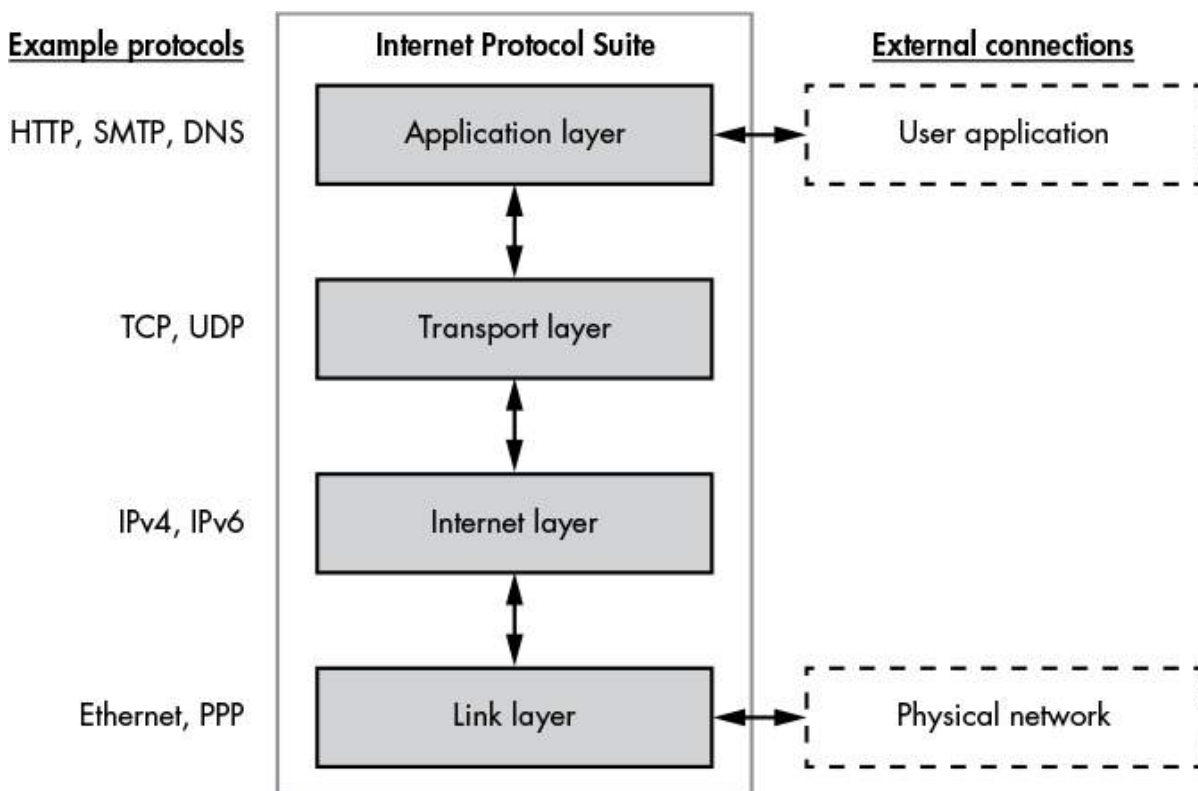 Example protocols
Internet Protocol Suite
External connections
HTTP, SMTP, DNS
Application layer
User application
TCP, UDP
Transport layer
IPv4, IPv6
Internet layer
Ethernet, PPP
Link layer
Physical network